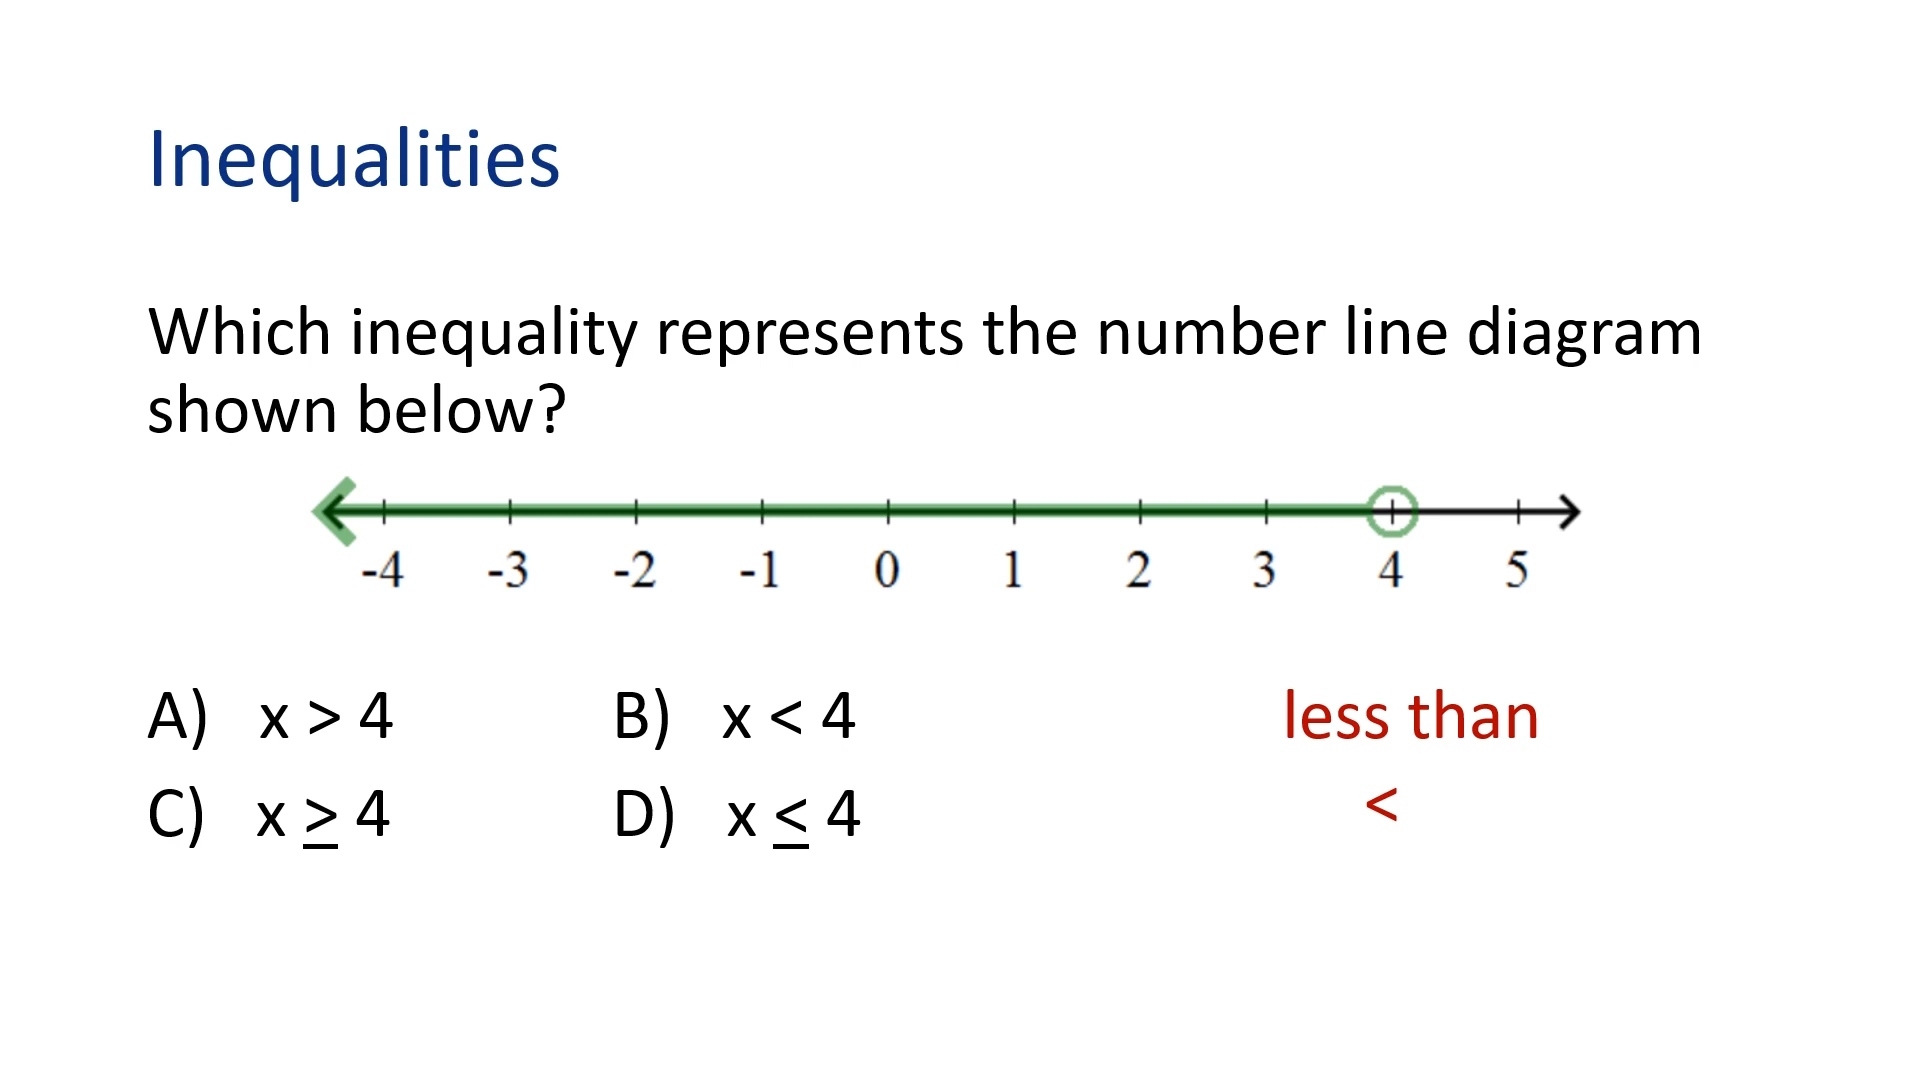 Inequalities
Which inequality represents the number line diagram
shown below?
-4 -3 -2 -1 0 1 2 3 4 5
A) x > 4 B) x < 4 less than
C) x ≥ 4 D) x ≤ 4 <